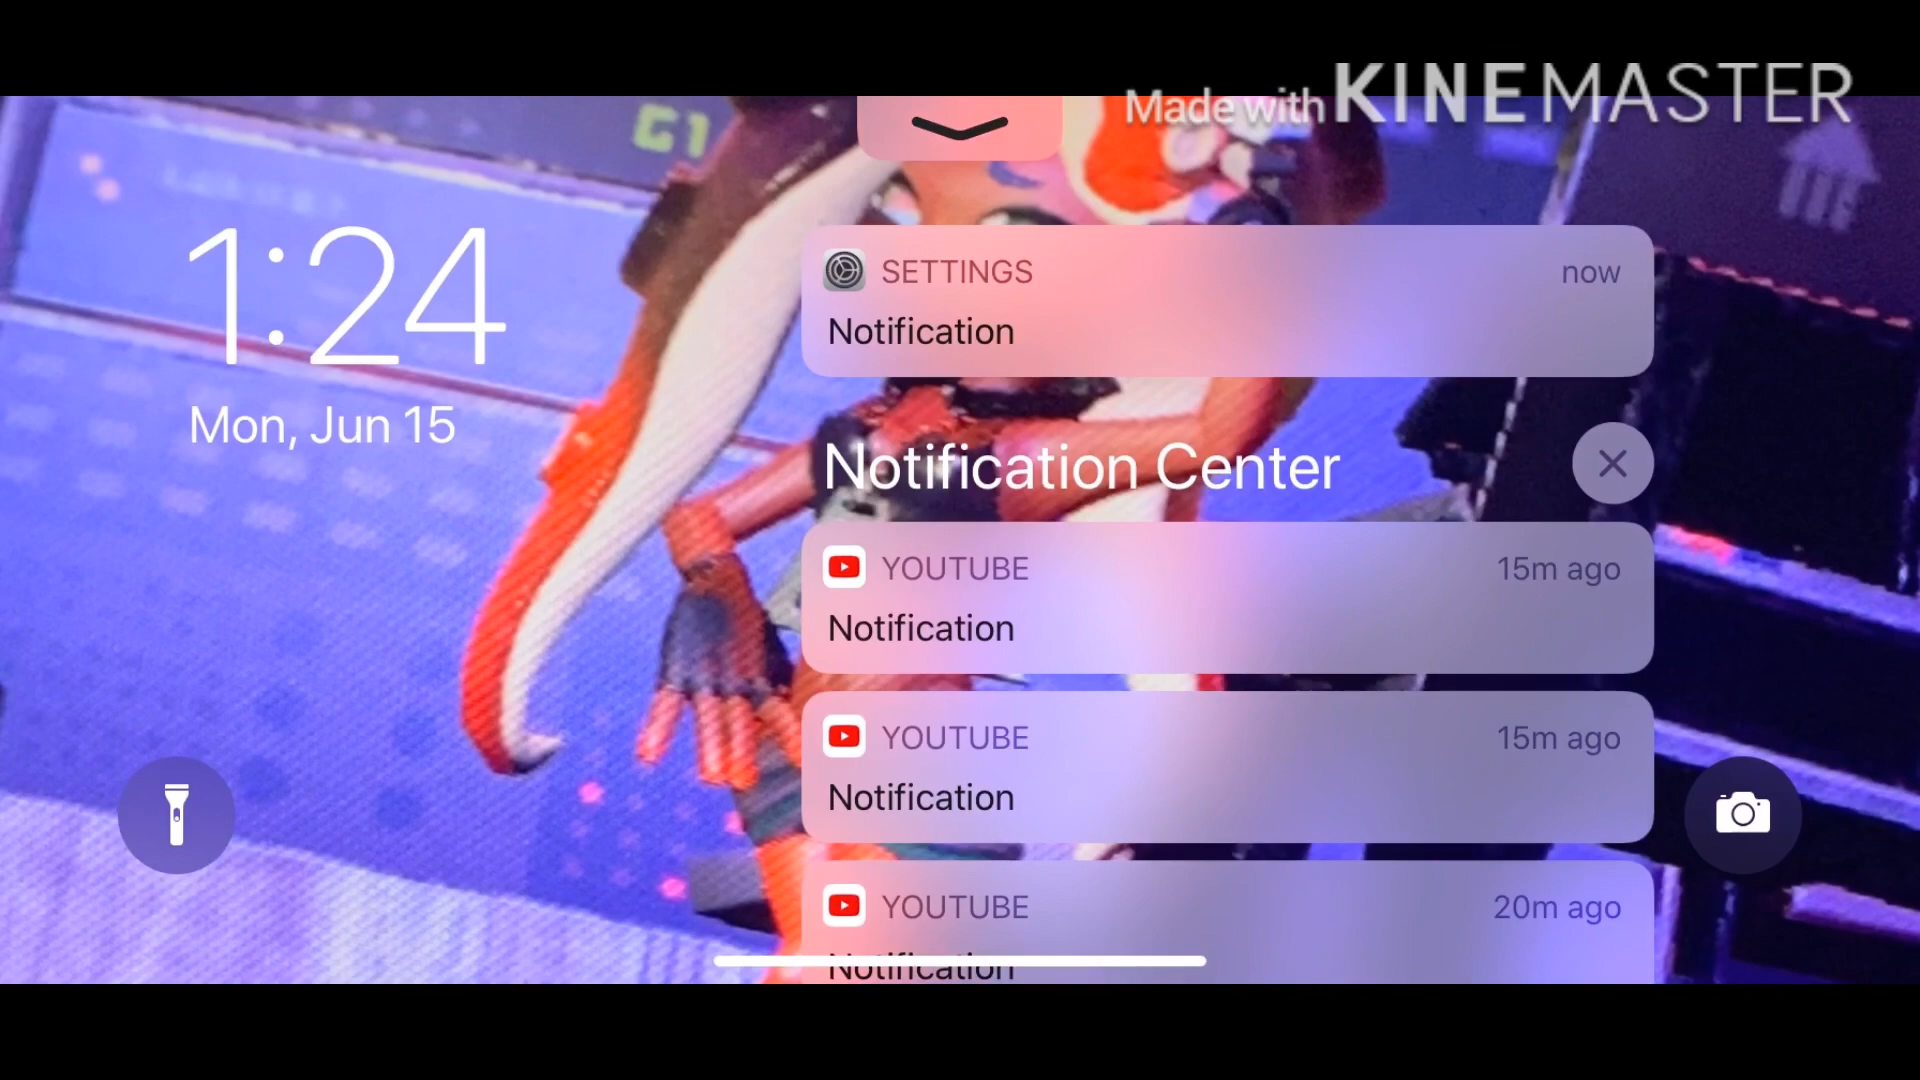 Made with KINEMASTER
1:24
Mon, Jun 15
SETTINGS
now
Notification
Notification Center
YOUTUBE
15m ago
Notification
YOUTUBE
15m ago
Notification
YOUTUBE
20m ago
Notification